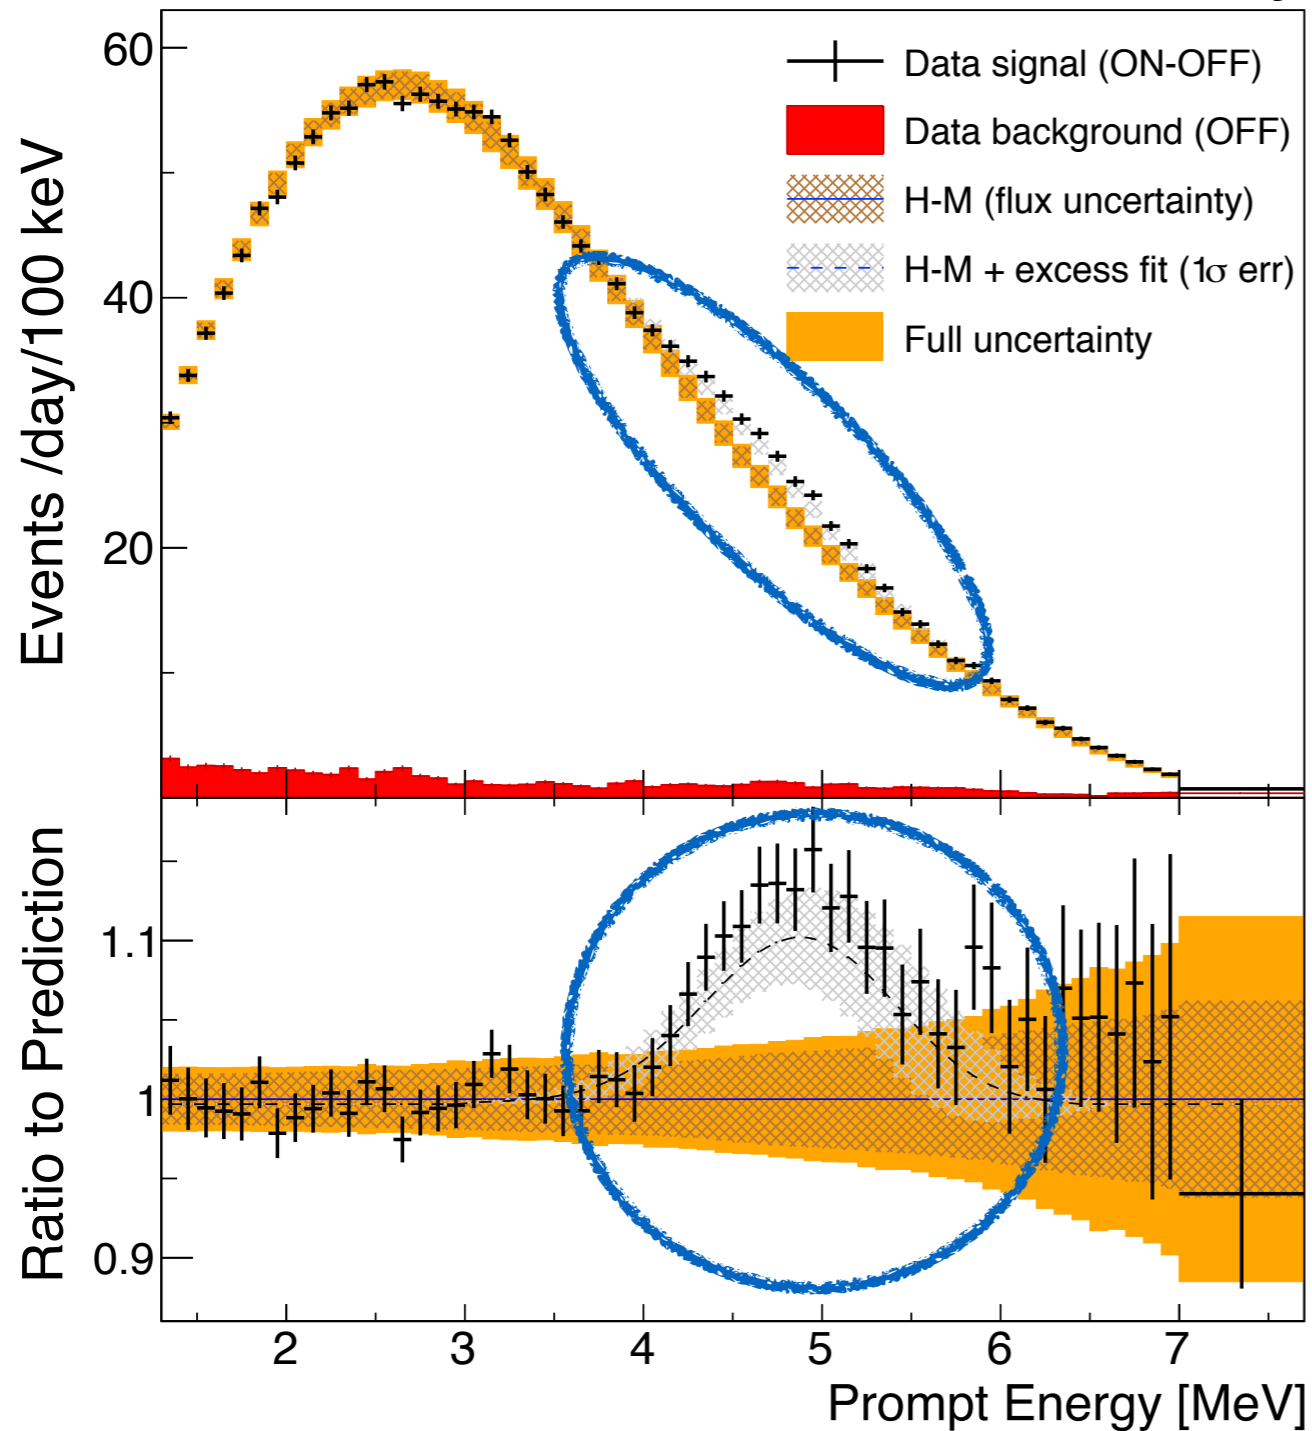 60
40
20
Events /day/100 keV
Data signal (ON-OFF)
Data background (OFF)
H-M (flux uncertainty)
H-M + excess fit (1σ err)
Full uncertainty
1.1
1
0.9
Ratio to Prediction
2 3 4 5 6 7
Prompt Energy [MeV]